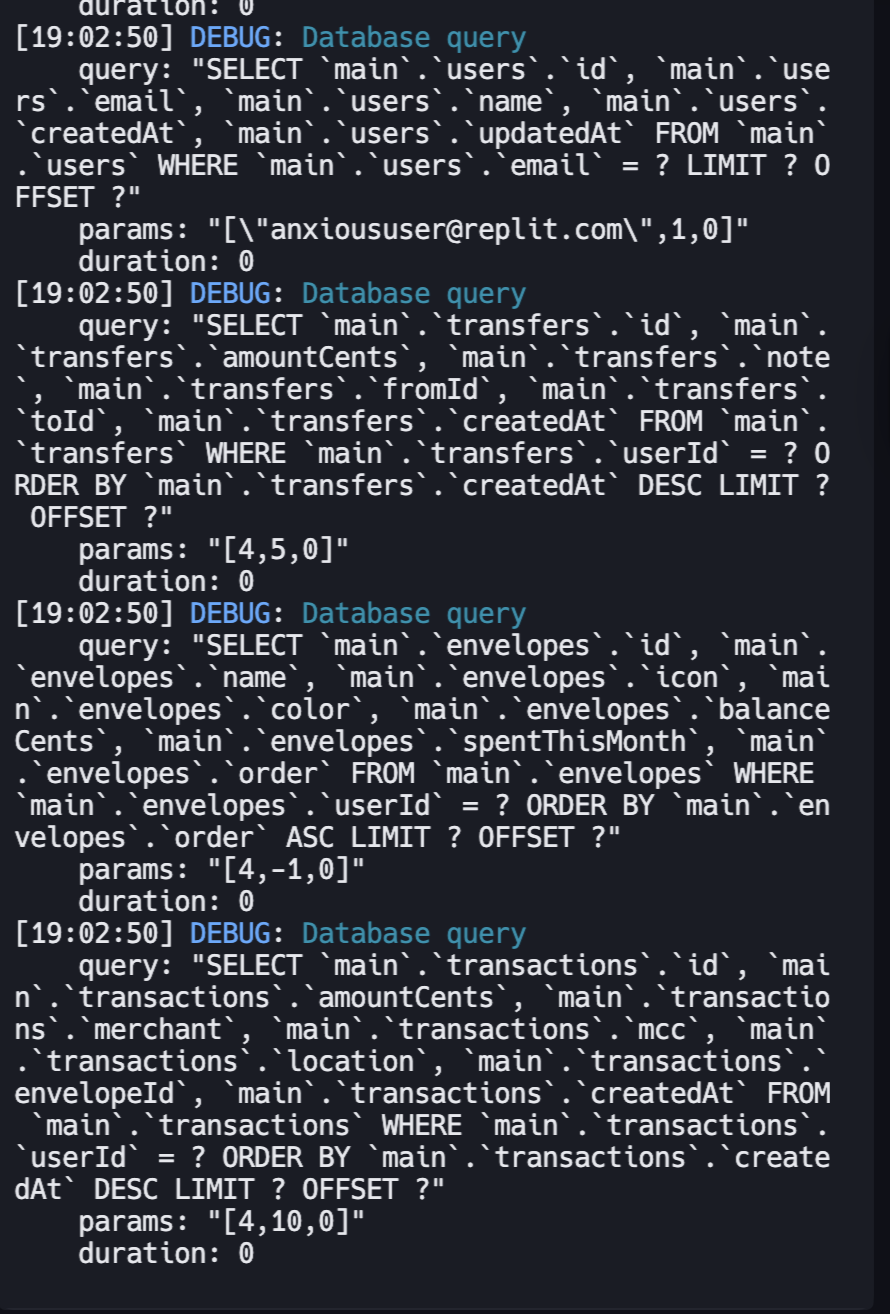 duration: 0
[19:02:50] DEBUG: Database query
    query: "SELECT `main`.`users`.`id`, `main`.`use
rs`.`email`, `main`.`users`.`name`, `main`.`users`.
`createdAt`, `main`.`users`.`updatedAt` FROM `main`
.`users` WHERE `main`.`users`.`email` = ? LIMIT ? O
FFSET ?"
    params: "[\"anxioususer@replit.com\",1,0]"
    duration: 0
[19:02:50] DEBUG: Database query
    query: "SELECT `main`.`transfers`.`id`, `main`.
`transfers`.`amountCents`, `main`.`transfers`.`note
`, `main`.`transfers`.`fromId`, `main`.`transfers`.
`toId`, `main`.`transfers`.`createdAt` FROM `main`.
`transfers` WHERE `main`.`transfers`.`userId` = ? O
RDER BY `main`.`transfers`.`createdAt` DESC LIMIT ?
 OFFSET ?"
    params: "[4,5,0]"
    duration: 0
[19:02:50] DEBUG: Database query
    query: "SELECT `main`.`envelopes`.`id`, `main`.
`envelopes`.`name`, `main`.`envelopes`.`icon`, `mai
n`.`envelopes`.`color`, `main`.`envelopes`.`balance
Cents`, `main`.`envelopes`.`spentThisMonth`, `main`
.`envelopes`.`order` FROM `main`.`envelopes` WHERE
`main`.`envelopes`.`userId` = ? ORDER BY `main`.`en
velopes`.`order` ASC LIMIT ? OFFSET ?"
    params: "[4,-1,0]"
    duration: 0
[19:02:50] DEBUG: Database query
    query: "SELECT `main`.`transactions`.`id`, `mai
n`.`transactions`.`amountCents`, `main`.`transactio
ns`.`merchant`, `main`.`transactions`.`mcc`, `main`
.`transactions`.`location`, `main`.`transactions`.`
envelopeId`, `main`.`transactions`.`createdAt` FROM
 `main`.`transactions` WHERE `main`.`transactions`.
`userId` = ? ORDER BY `main`.`transactions`.`create
dAt` DESC LIMIT ? OFFSET ?"
    params: "[4,10,0]"
    duration: 0